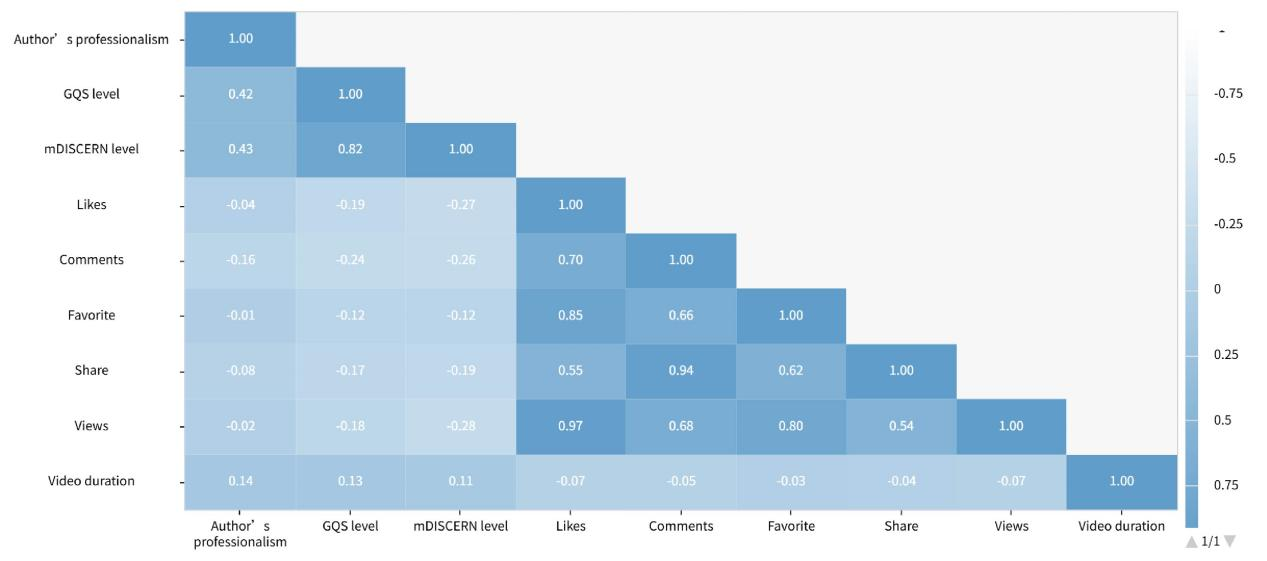 Author’s professionalism
1.00
GQS level
0.42 1.00
mDISCERN level
0.43 0.82 1.00
Likes
-0.04 -0.19 -0.27 1.00
Comments
-0.16 -0.24 -0.26 0.70 1.00
Favorite
-0.01 -0.12 -0.12 0.85 0.66 1.00
Share
-0.08 -0.17 -0.19 0.55 0.94 0.62 1.00
Views
-0.02 -0.18 -0.28 0.97 0.68 0.80 0.54 1.00
Video duration
0.14 0.13 0.11 -0.07 -0.05 -0.03 -0.04 -0.07 1.00
Author’s
professionalism
GQS level
mDISCERN level
Likes
Comments
Favorite
Share
Views
Video duration
-0.75
-0.5
-0.25
0
0.25
0.5
0.75
1/1